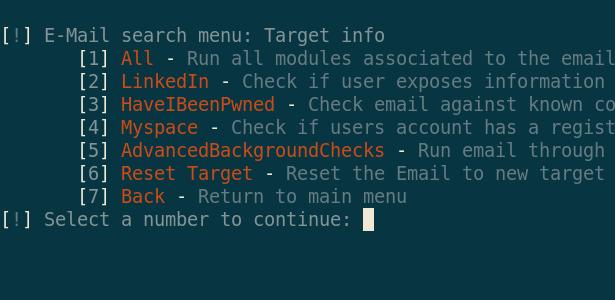 [!] E-Mail search menu: Target info
[1] All - Run all modules associated to the email
[2] LinkedIn - Check if user exposes information
[3] HaveIBeenPwned - Check email against known co
[4] Myspace - Check if users account has a regist
[5] AdvancedBackgroundChecks - Run email through
[6] Reset Target - Reset the Email to new target
[7] Back - Return to main menu
[!] Select a number to continue: